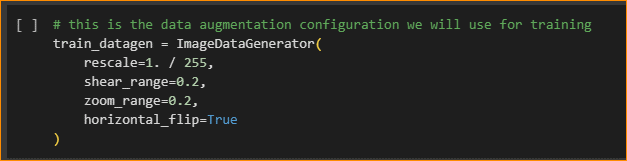 [ ] # this is the data augmentation configuration we will use for training
train_datagen = ImageDataGenerator(
    rescale=1. / 255,
    shear_range=0.2,
    zoom_range=0.2,
    horizontal_flip=True
)